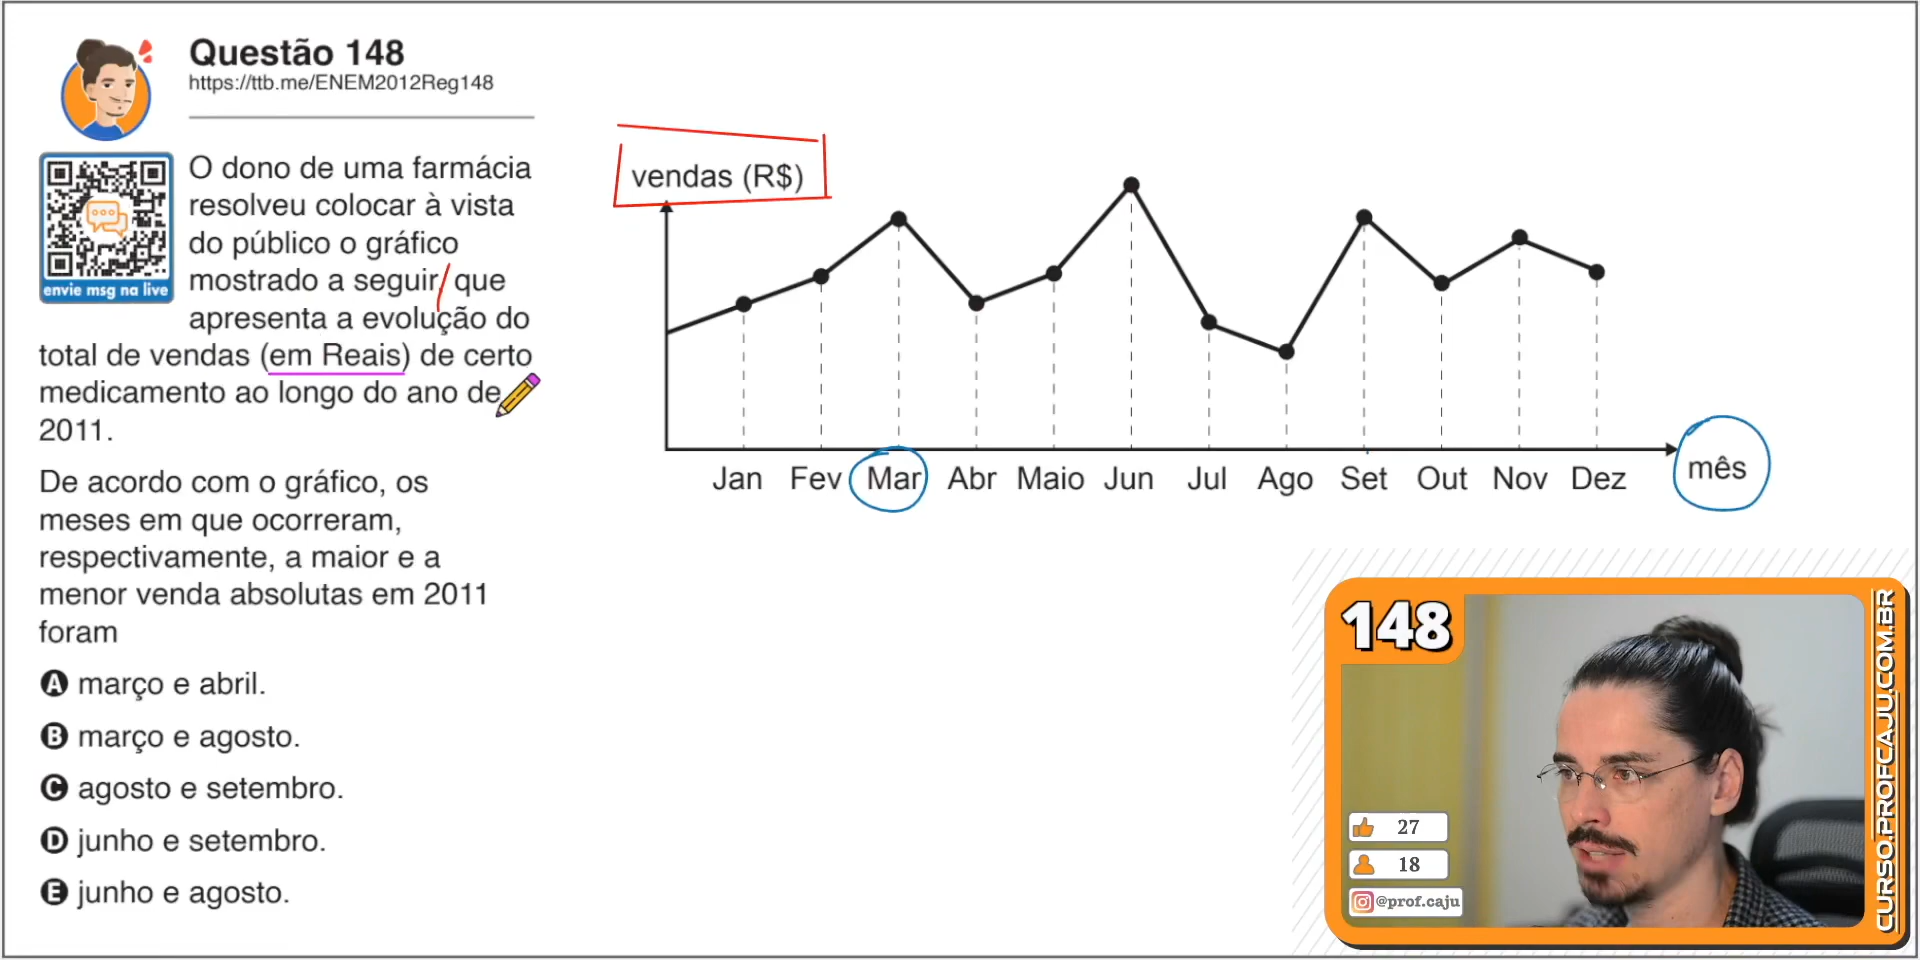 Questão 148
https://ttb.me/ENEM2012Reg148
envie msg na live
O dono de uma farmácia
resolveu colocar à vista
do público o gráfico
mostrado a seguir, que
apresenta a evolução do
total de vendas (em Reais) de certo
medicamento ao longo do ano de
2011.
De acordo com o gráfico, os
meses em que ocorreram,
respectivamente, a maior e a
menor venda absolutas em 2011
foram
A março e abril.
B março e agosto.
C agosto e setembro.
D junho e setembro.
E junho e agosto.
vendas (R$)
Jan Fev Mar Abr Maio Jun Jul Ago Set Out Nov Dez
mês
148
27
18
@prof.caju
CURSO.PROFCAJU.COM.BR